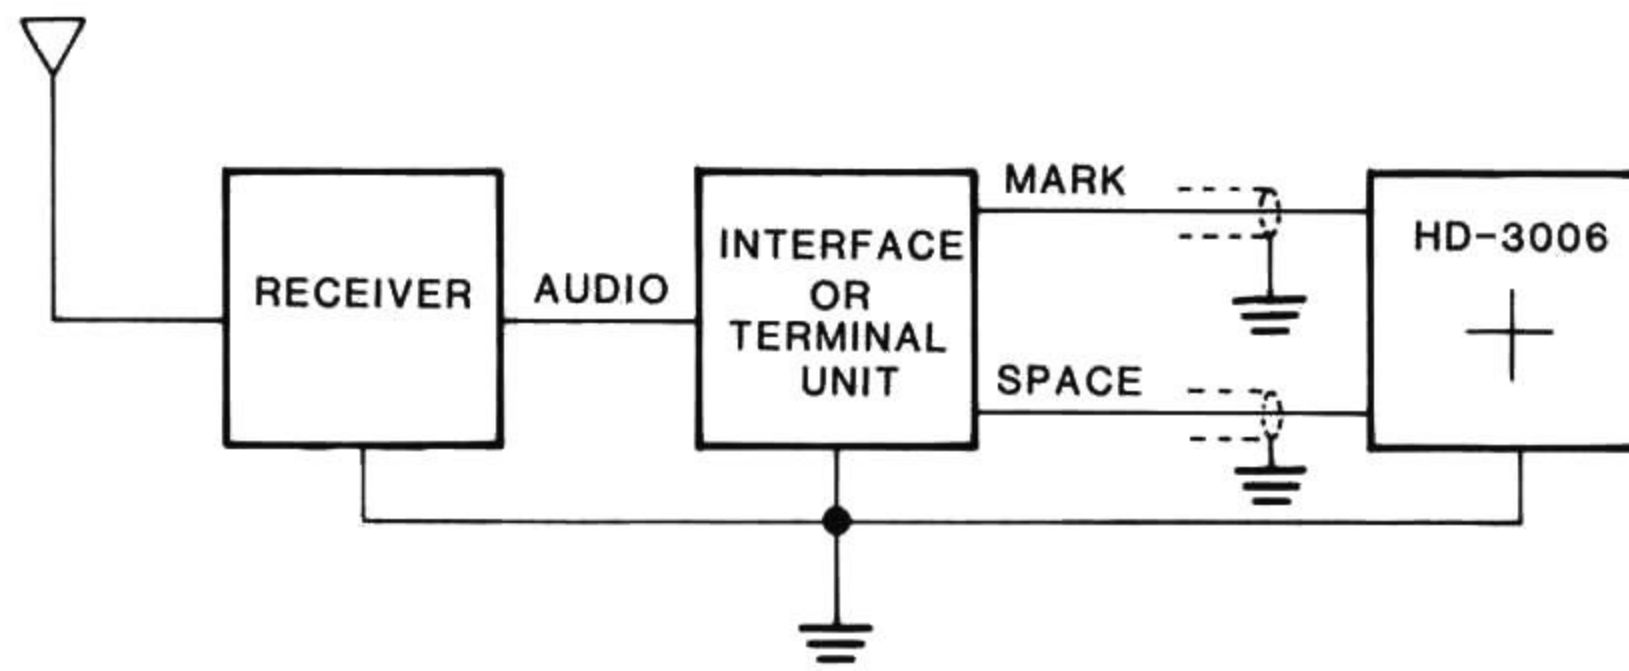 RECEIVER
AUDIO
INTERFACE
OR
TERMINAL
UNIT
MARK
SPACE
HD-3006